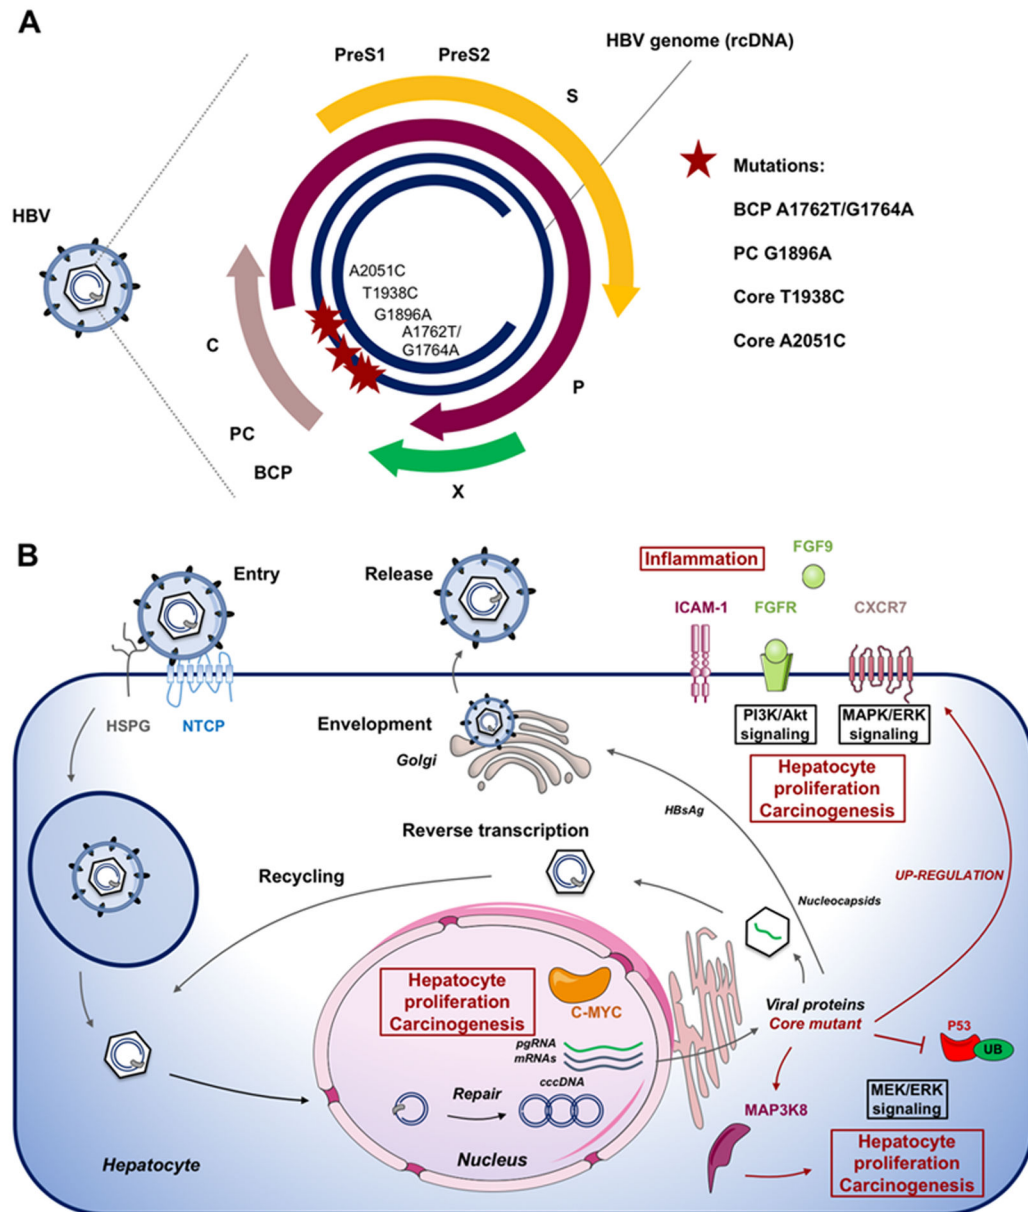 A
PreS1
PreS2
HBV genome (rcDNA)
S
Mutations:
HBV
BCP A1762T/G1764A
PC G1896A
A2051C
T1938C
G1896A
A1762T/
G1764A
Core T1938C
Core A2051C
C
P
PC
BCP
X
B
Entry
Release
Inflammation
FGF9
ICAM-1
FGFR
CXCR7
HSPG
NTCP
Envelopment
Golgi
PI3K/Akt
signaling
MAPK/ERK
signaling
Hepatocyte
proliferation
Carcinogenesis
HBsAg
Reverse transcription
Recycling
UP-REGULATION
Nucleocapsids
Hepatocyte
proliferation
Carcinogenesis
C-MYC
Viral proteins
Core mutant
P53
UB
pgRNA
mRNAs
cccDNA
Repair
MAP3K8
MEK/ERK
signaling
Hepatocyte
proliferation
Carcinogenesis
Nucleus
Hepatocyte